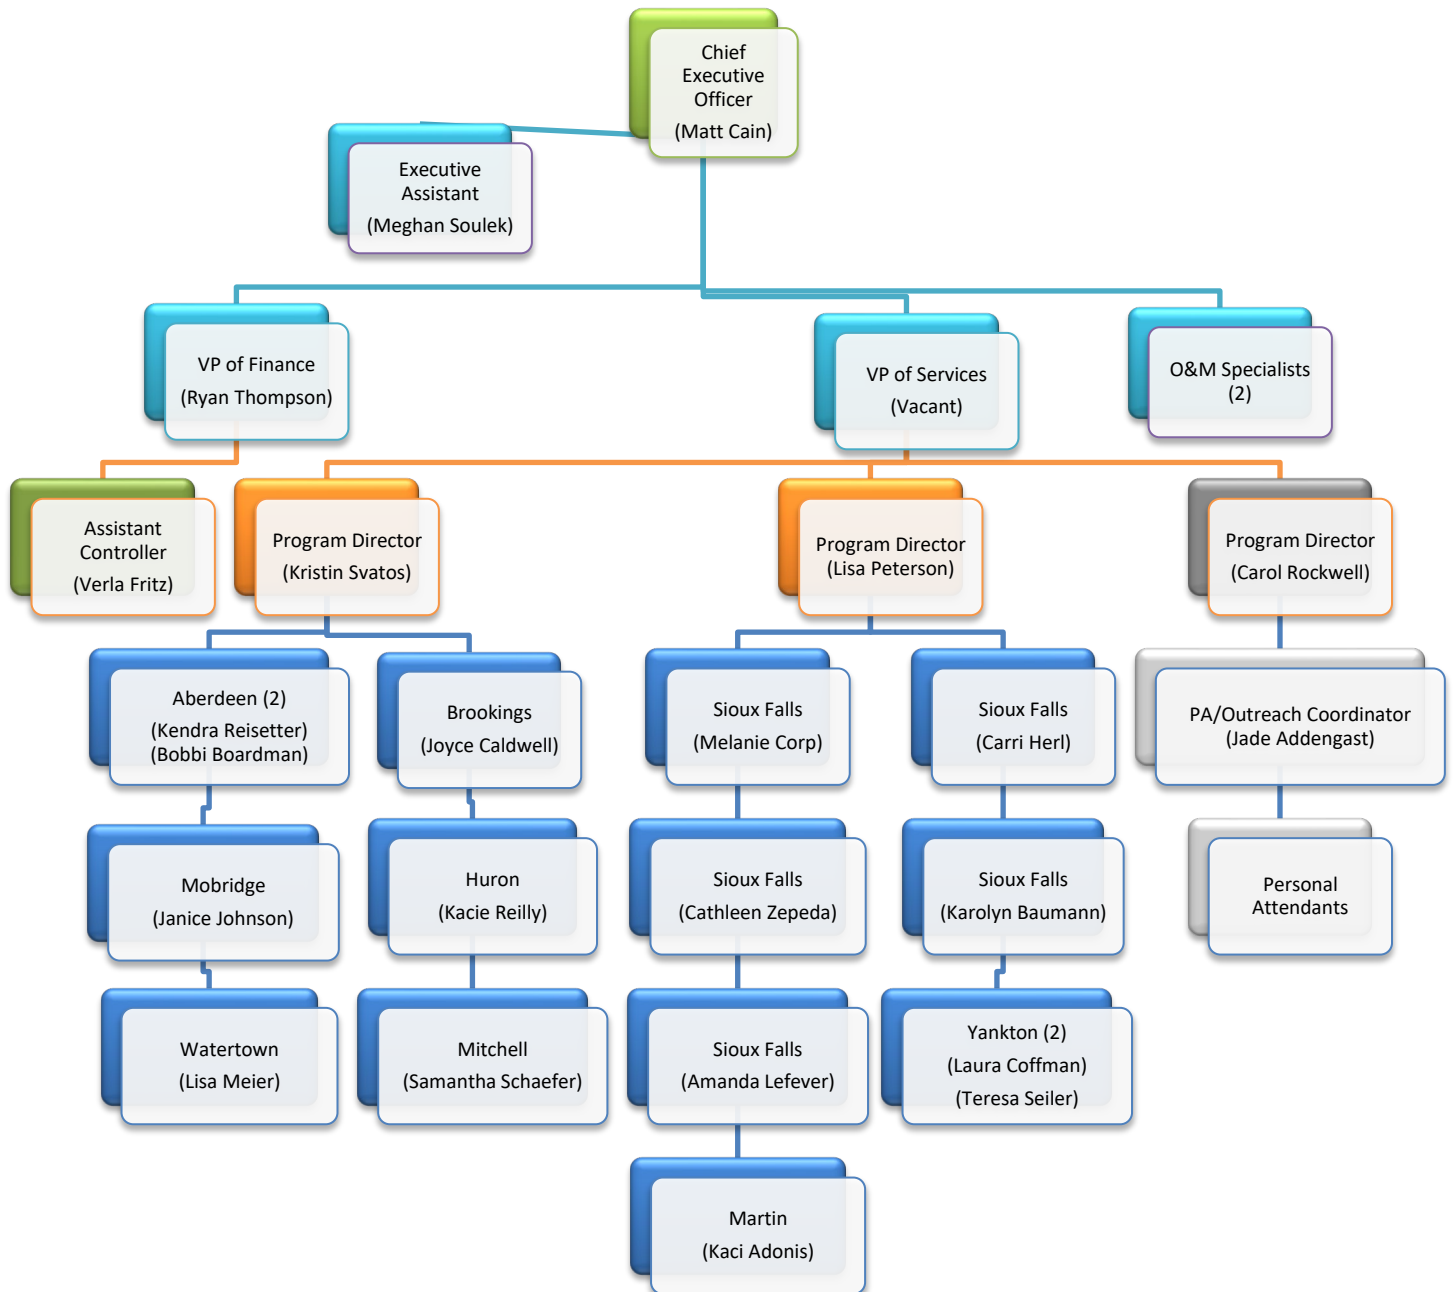 Chief
Executive
Officer
(Matt Cain)
Executive
Assistant
(Meghan Soulek)
VP of Finance
(Ryan Thompson)
VP of Services
(Vacant)
O&M Specialists
(2)
Assistant
Controller
(Verla Fritz)
Program Director
(Kristin Svatos)
Program Director
(Lisa Peterson)
Program Director
(Carol Rockwell)
Aberdeen (2)
(Kendra Reisetter)
(Bobbi Boardman)
Brookings
(Joyce Caldwell)
Sioux Falls
(Melanie Corp)
Sioux Falls
(Carri Herl)
PA/Outreach Coordinator
(Jade Addengast)
Mobridge
(Janice Johnson)
Huron
(Kacie Reilly)
Sioux Falls
(Cathleen Zepeda)
Sioux Falls
(Karolyn Baumann)
Personal
Attendants
Watertown
(Lisa Meier)
Mitchell
(Samantha Schaefer)
Sioux Falls
(Amanda Lefever)
Yankton (2)
(Laura Coffman)
(Teresa Seiler)
Martin
(Kaci Adonis)